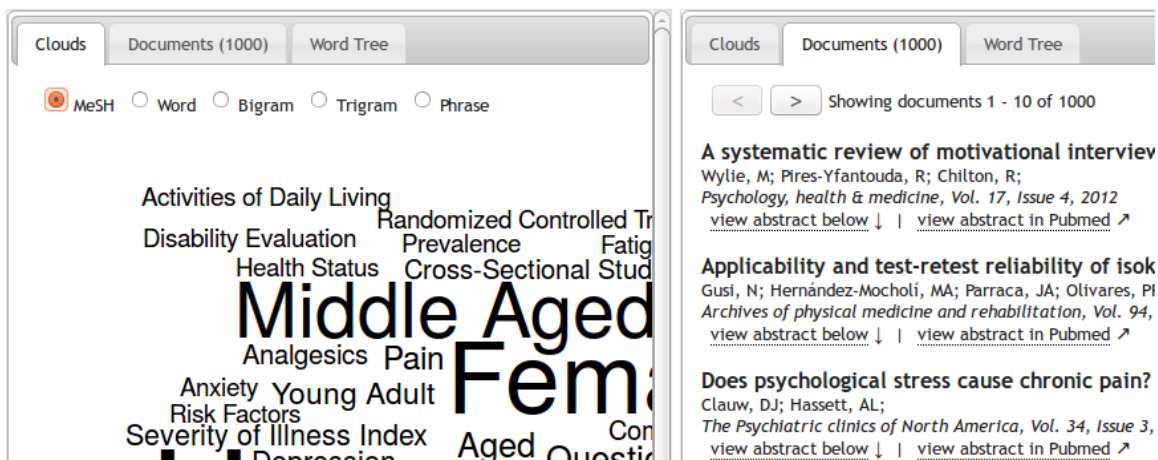 Clouds Documents (1000) Word Tree
MeSH Word Bigram Trigram Phrase
Activities of Daily Living
Randomized Controlled Tr
Disability Evaluation Prevalence Fatig
Health Status Cross-Sectional Stud
Middle Aged
Analgesics Pain Fema
Anxiety Young Adult
Risk Factors
Severity of Illness Index Aged Com
Depression Questio
Clouds Documents (1000) Word Tree
< > Showing documents 1 - 10 of 1000
A systematic review of motivational interview
Wylie, M; Pires-Yfantouda, R; Chilton, R;
Psychology, health & medicine, Vol. 17, Issue 4, 2012
view abstract below ↓ | view abstract in Pubmed ↗
Applicability and test-retest reliability of isok
Gusi, N; Hernández-Mocholí, MA; Parraca, JA; Olivares, PR
Archives of physical medicine and rehabilitation, Vol. 94,
view abstract below ↓ | view abstract in Pubmed ↗
Does psychological stress cause chronic pain?
Clauw, DJ; Hassett, AL;
The Psychiatric clinics of North America, Vol. 34, Issue 3,
view abstract below ↓ | view abstract in Pubmed ↗